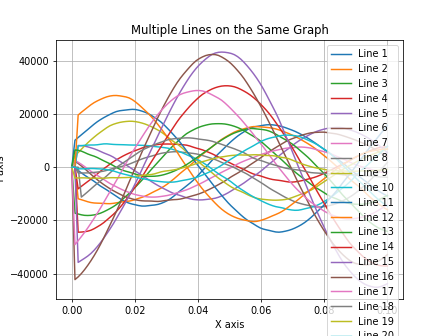 Multiple Lines on the Same Graph
40000
20000
0
−20000
−40000
0.00
0.02
0.04
0.06
0.08
X axis
axis
Line 1
Line 2
Line 3
Line 4
Line 5
Line 6
Line 7
Line 8
Line 9
Line 10
Line 11
Line 12
Line 13
Line 14
Line 15
Line 16
Line 17
Line 18
Line 19
Line 20